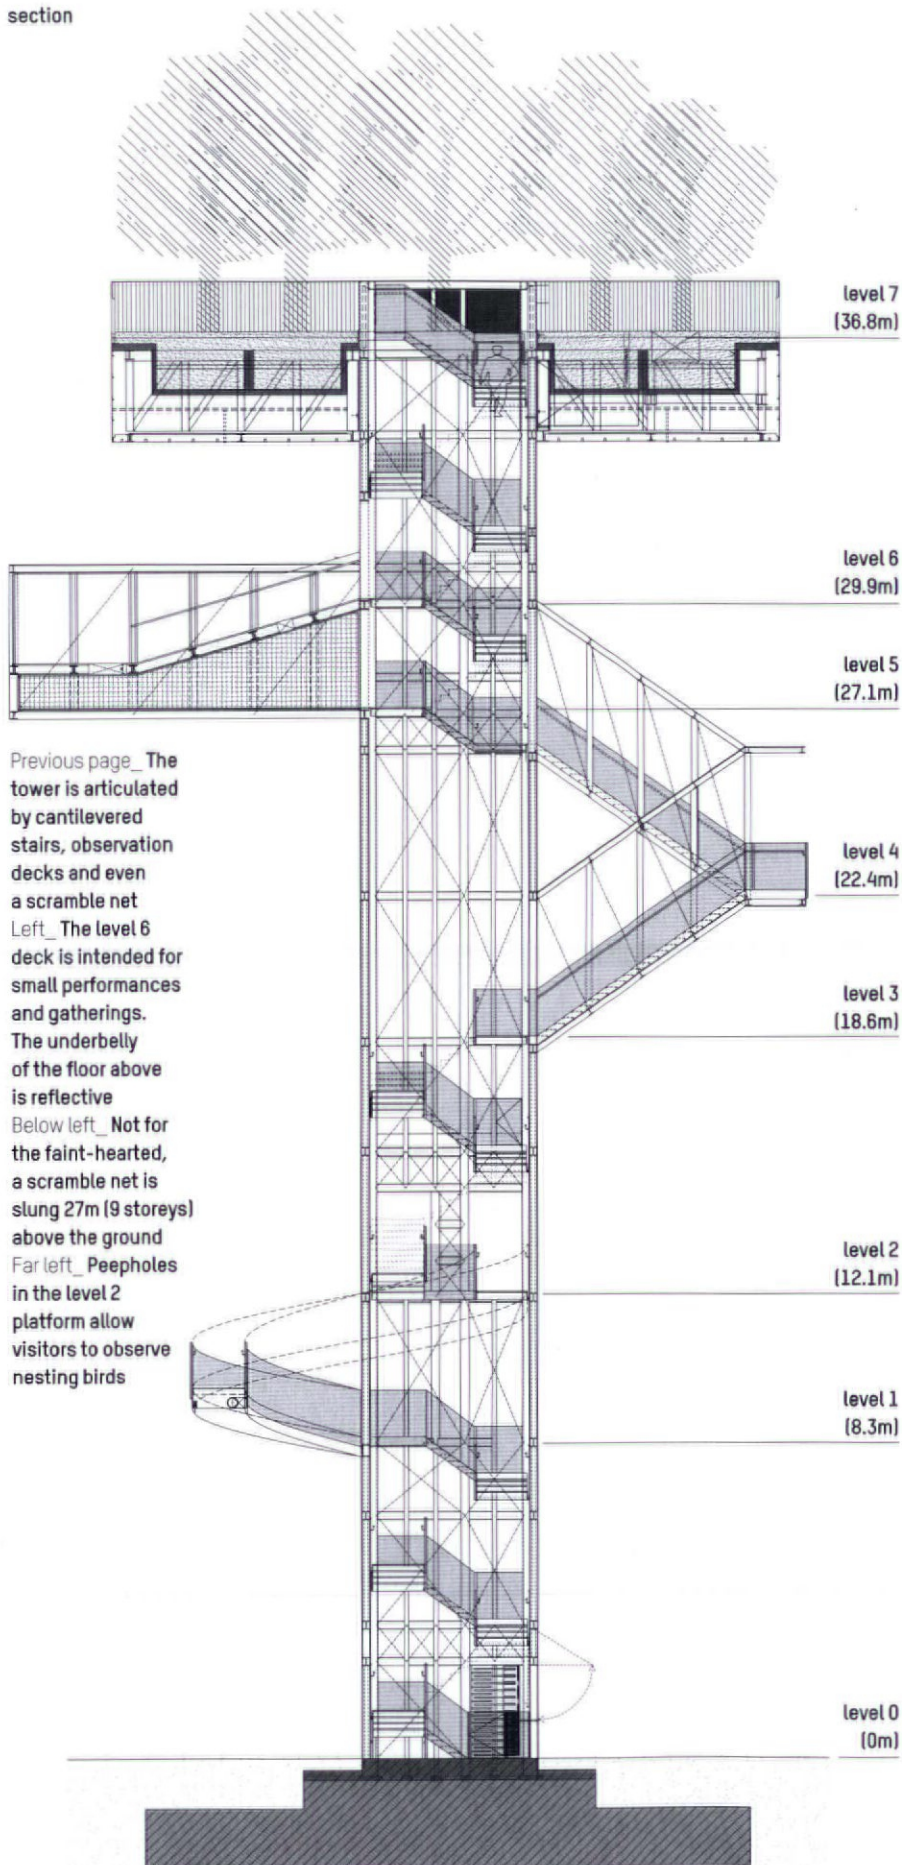 section
level 7
(36.8m)
level 6
(29.9m)
level 5
(27.1m)
Previous page_ The
tower is articulated
by cantilevered
stairs, observation
decks and even
a scramble net
Left_ The level 6
deck is intended for
small performances
and gatherings.
The underbelly
of the floor above
is reflective
Below left_ Not for
the faint-hearted,
a scramble net is
slung 27m (9 storeys)
above the ground
Far left_ Peepholes
in the level 2
platform allow
visitors to observe
nesting birds
level 4
(22.4m)
level 3
(18.6m)
level 2
(12.1m)
level 1
(8.3m)
level 0
(0m)